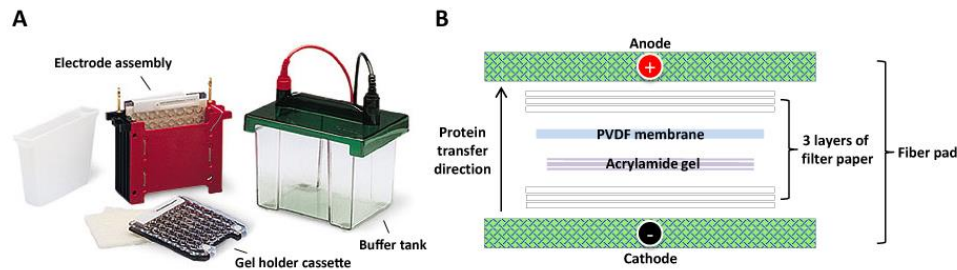 A
Electrode assembly
Buffer tank
Gel holder cassette
B
Anode
+
Protein
transfer
direction
PVDF membrane
Acrylamide gel
3 layers of
filter paper
Fiber pad
-
Cathode